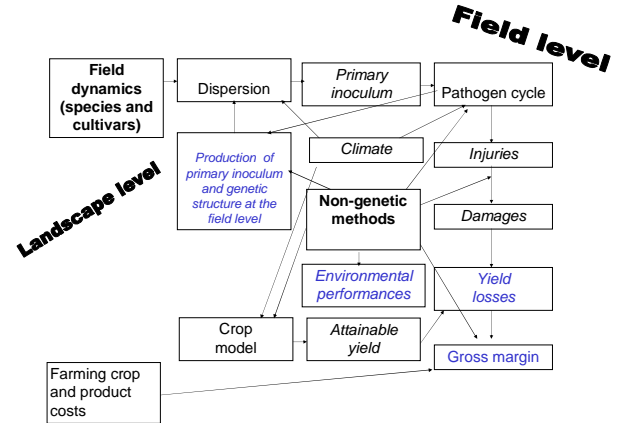 Field level
Field
dynamics
(species and
cultivars)
Dispersion
Primary
inoculum
Pathogen cycle
Production of
primary inoculum
and genetic
structure at the
field level
Climate
Injuries
Landscape level
Non-genetic
methods
Damages
Environmental
performances
Yield
losses
Crop
model
Attainable
yield
Gross margin
Farming crop
and product
costs